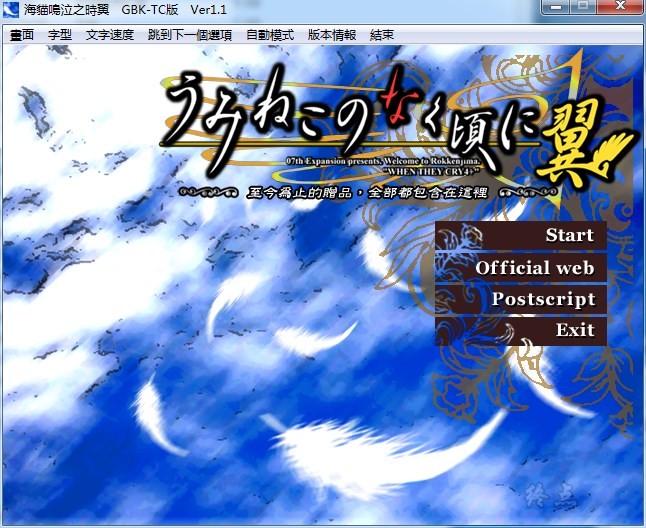 海貓鳴泣之時翼 GBK-TC版 Ver1.1
畫面 字型 文字速度 跳到下一個選項 自動模式 版本情報 結束
うみねこのなく頃に翼
07th Expansion presents. Welcome to Rokkenjima.
"WHEN THEY CRY4+"
至今為止的贈品，全部都包含在這裡
Start
Official web
Postscript
Exit